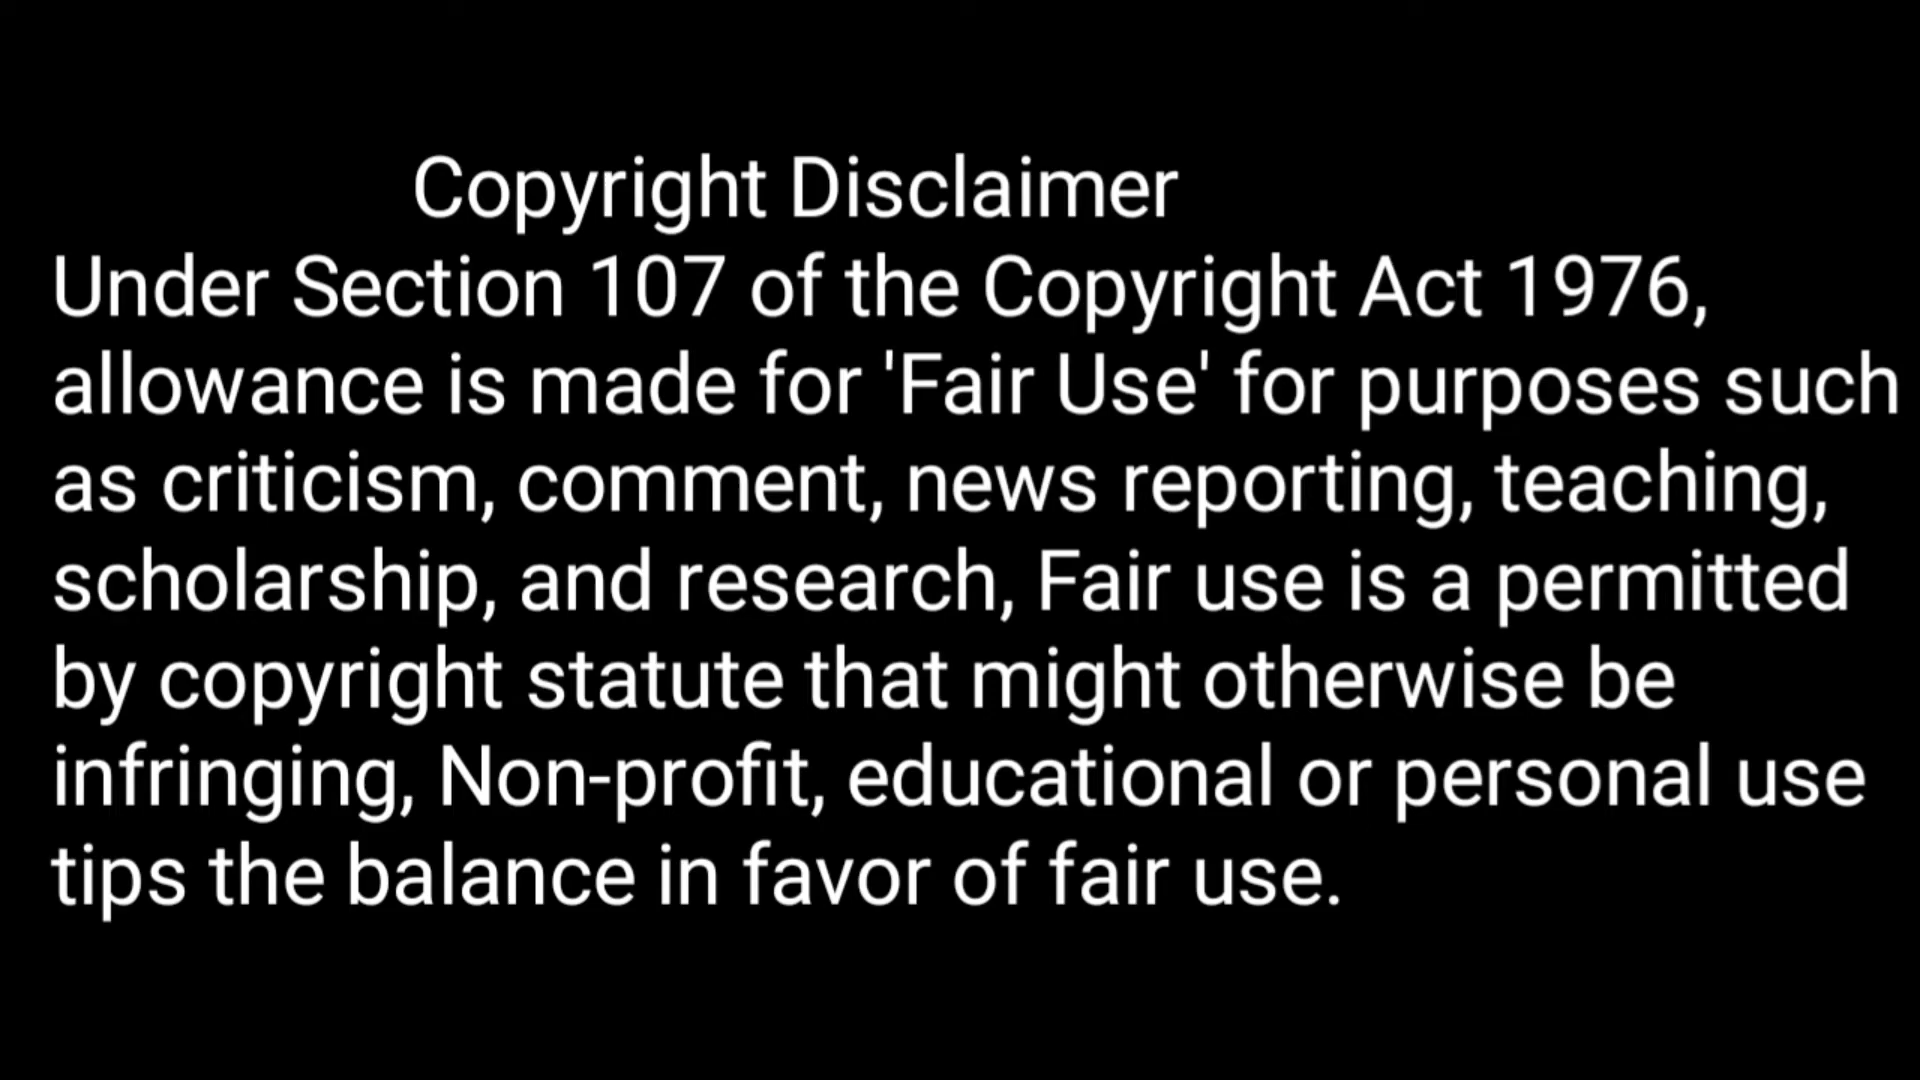 Copyright Disclaimer
Under Section 107 of the Copyright Act 1976,
allowance is made for 'Fair Use' for purposes such
as criticism, comment, news reporting, teaching,
scholarship, and research, Fair use is a permitted
by copyright statute that might otherwise be
infringing, Non-profit, educational or personal use
tips the balance in favor of fair use.